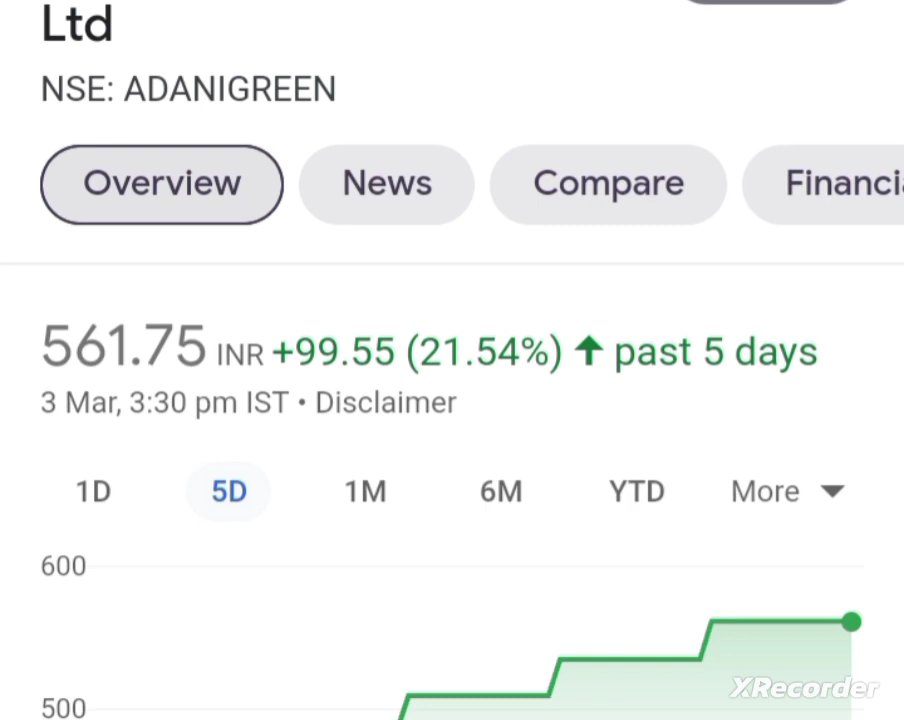 Ltd
NSE: ADANIGREEN
Overview
News
Compare
Financi
561.75 INR +99.55 (21.54%) ↑ past 5 days
3 Mar, 3:30 pm IST • Disclaimer
1D 5D 1M 6M YTD More
600
500
XRecorder